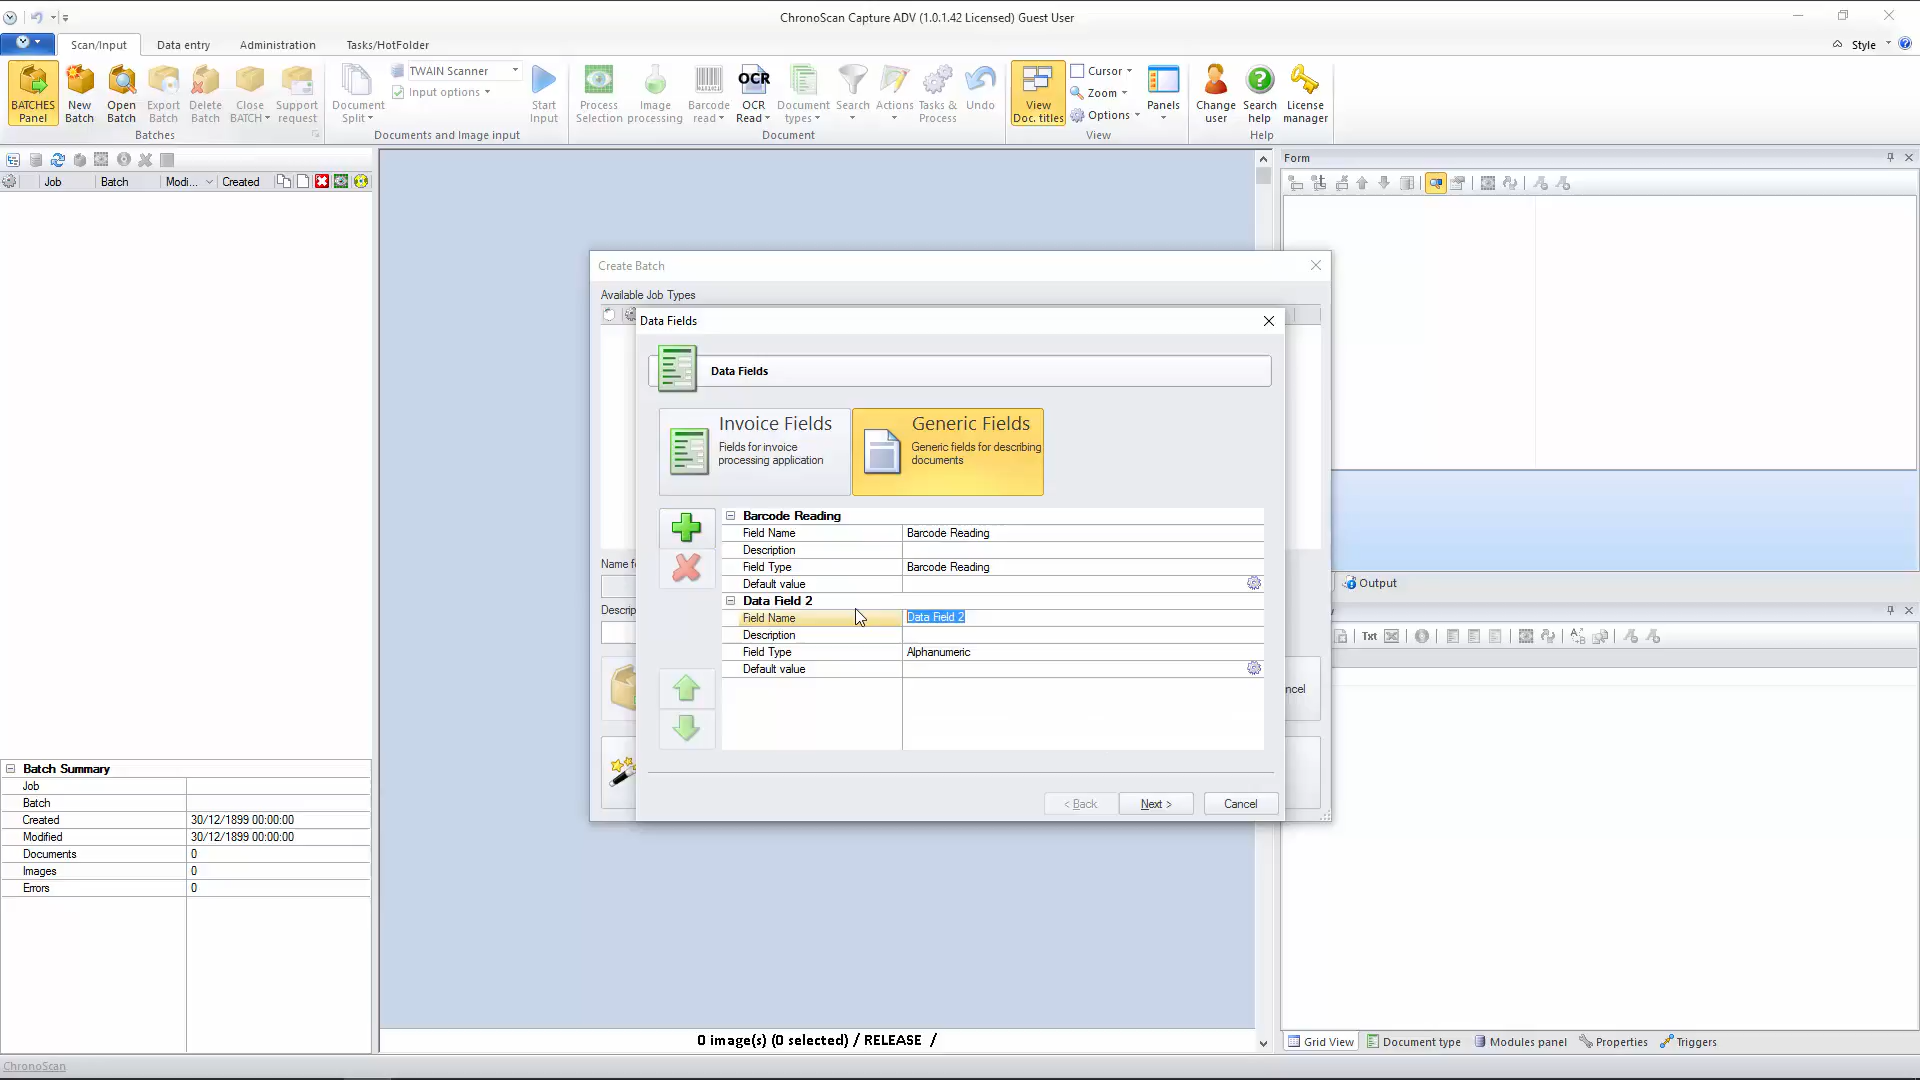 ChronoScan Capture ADV (1.0.1.42 Licensed) Guest User
Scan/Input
Data entry
Administration
Tasks/HotFolder
Style
BATCHES Panel
New Batch
Open Batch
Export Batch
Delete Batch
Close BATCH
Support request
Batches
Document Split
TWAIN Scanner
Input options
Start Input
Documents and Image input
Process Selection
Image processing
Barcode read
OCR
OCR Read
Document types
Search
Actions
Tasks & Process
Undo
Document
View Doc. titles
Cursor
Zoom
Options
Panels
View
Change user
Search help
License manager
Help
Job
Batch
Modi...
Created
Form
Create Batch
Available Job Types
Data Fields
Data Fields
Invoice Fields
Fields for invoice
processing application
Generic Fields
Generic fields for describing
documents
Barcode Reading
Field Name Barcode Reading
Description
Field Type Barcode Reading
Default value
Data Field 2
Field Name Data Field 2
Description
Field Type Alphanumeric
Default value
Name fo
Descrip
ncel
< Back
Next >
Cancel
Output
Txt
Batch Summary
Job
Batch
Created 30/12/1899 00:00:00
Modified 30/12/1899 00:00:00
Documents 0
Images 0
Errors 0
0 image(s) (0 selected) / RELEASE /
Grid View
Document type
Modules panel
Properties
Triggers
ChronoScan